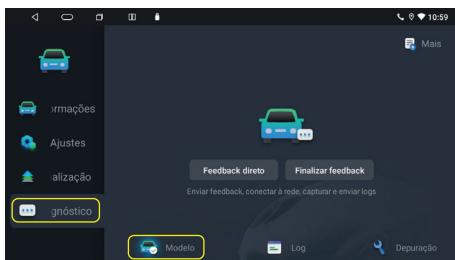 10:59
Mais
ormações
Ajustes
alização
gnóstico
Feedback direto
Finalizar feedback
Enviar feedback, conectar à rede, capturar e enviar logs
Modelo
Log
Depuração